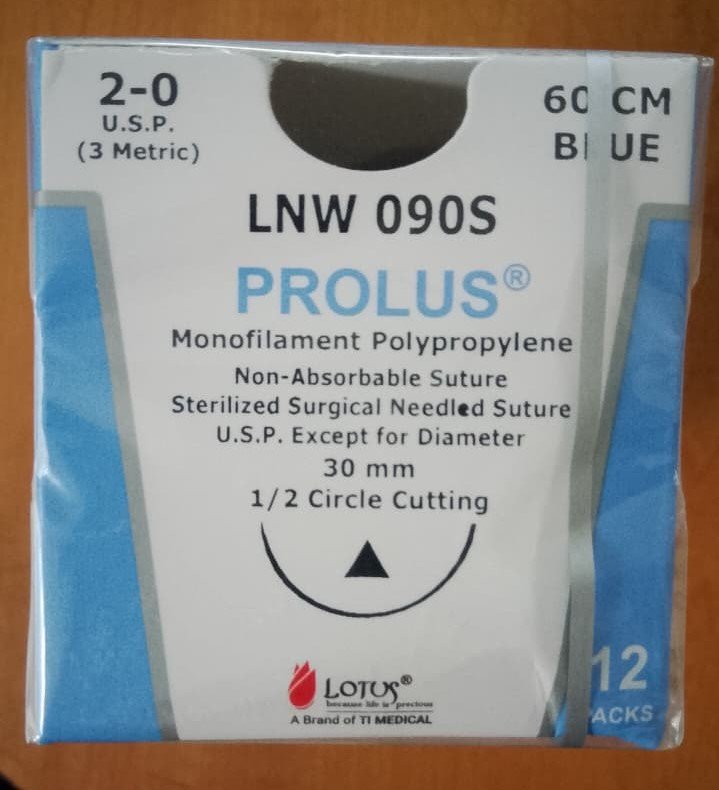 2-0
U.S.P.
(3 Metric)
60 CM
BLUE
LNW 090S
PROLUS®
Monofilament Polypropylene
Non-Absorbable Suture
Sterilized Surgical Needled Suture
U.S.P. Except for Diameter
30 mm
1/2 Circle Cutting
LOTUS®
because life is precious
A Brand of TI MEDICAL
12
PACKS